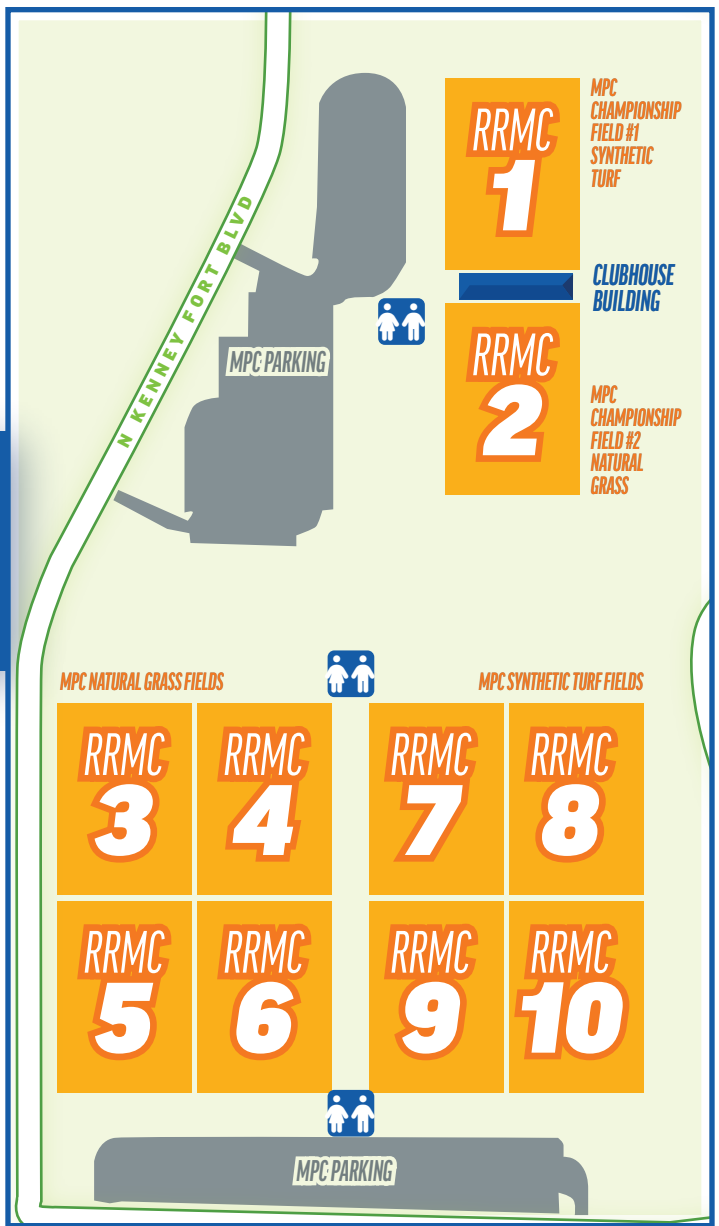 RRMC
1
MPC
CHAMPIONSHIP
FIELD #1
SYNTHETIC
TURF
N KENNEY FORT BLVD
CLUBHOUSE
BUILDING
MPC PARKING
RRMC
2
MPC
CHAMPIONSHIP
FIELD #2
NATURAL
GRASS
MPC NATURAL GRASS FIELDS
MPC SYNTHETIC TURF FIELDS
RRMC
3
RRMC
4
RRMC
7
RRMC
8
RRMC
5
RRMC
6
RRMC
9
RRMC
10
MPC PARKING